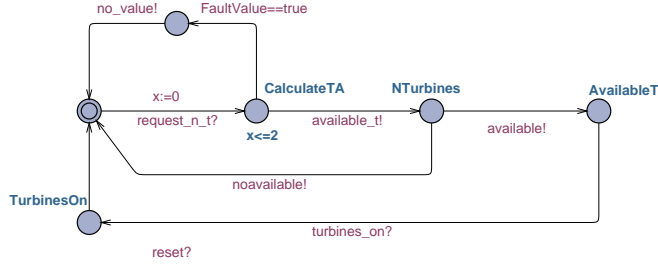 no_value!
FaultValue==true
CalculateTA
NTurbines
AvailableT
x:=0
request_n_t?
x<=2
available_t!
available!
noavailable!
TurbinesOn
turbines_on?
reset?